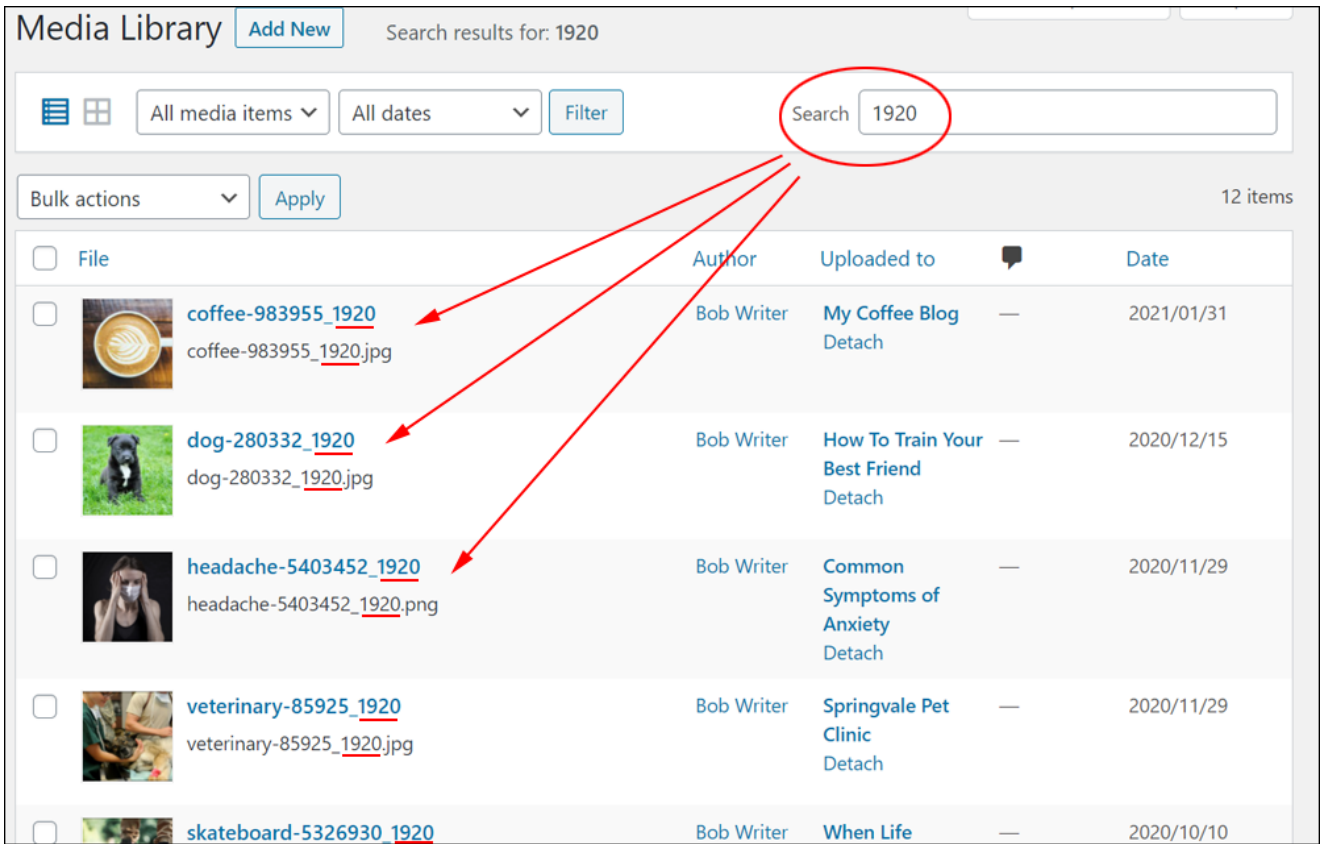 Media Library Add New Search results for: 1920
All media items All dates Filter Search 1920
Bulk actions Apply 12 items
File Author Uploaded to Date
coffee-983955_1920 Bob Writer My Coffee Blog — 2021/01/31
coffee-983955_1920.jpg Detach
dog-280332_1920 Bob Writer How To Train Your — 2020/12/15
dog-280332_1920.jpg Best Friend
Detach
headache-5403452_1920 Bob Writer Common — 2020/11/29
headache-5403452_1920.png Symptoms of
Anxiety
Detach
veterinary-85925_1920 Bob Writer Springvale Pet — 2020/11/29
veterinary-85925_1920.jpg Clinic
Detach
skateboard-5326930_1920 Bob Writer When Life — 2020/10/10